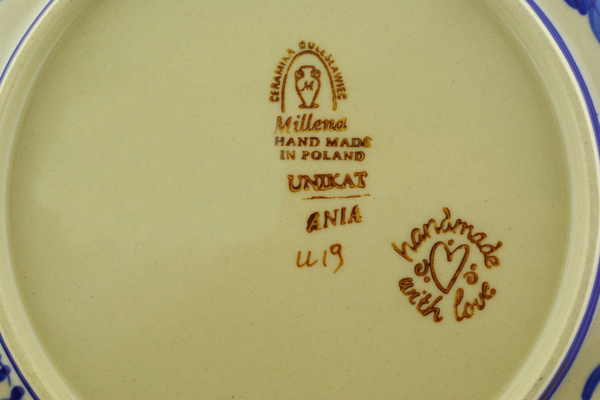 CERAMIKA BOLESŁAWIEC
M
Millena
HAND MADE
IN POLAND
UNIKAT
ANIA
U19
handmade
with love